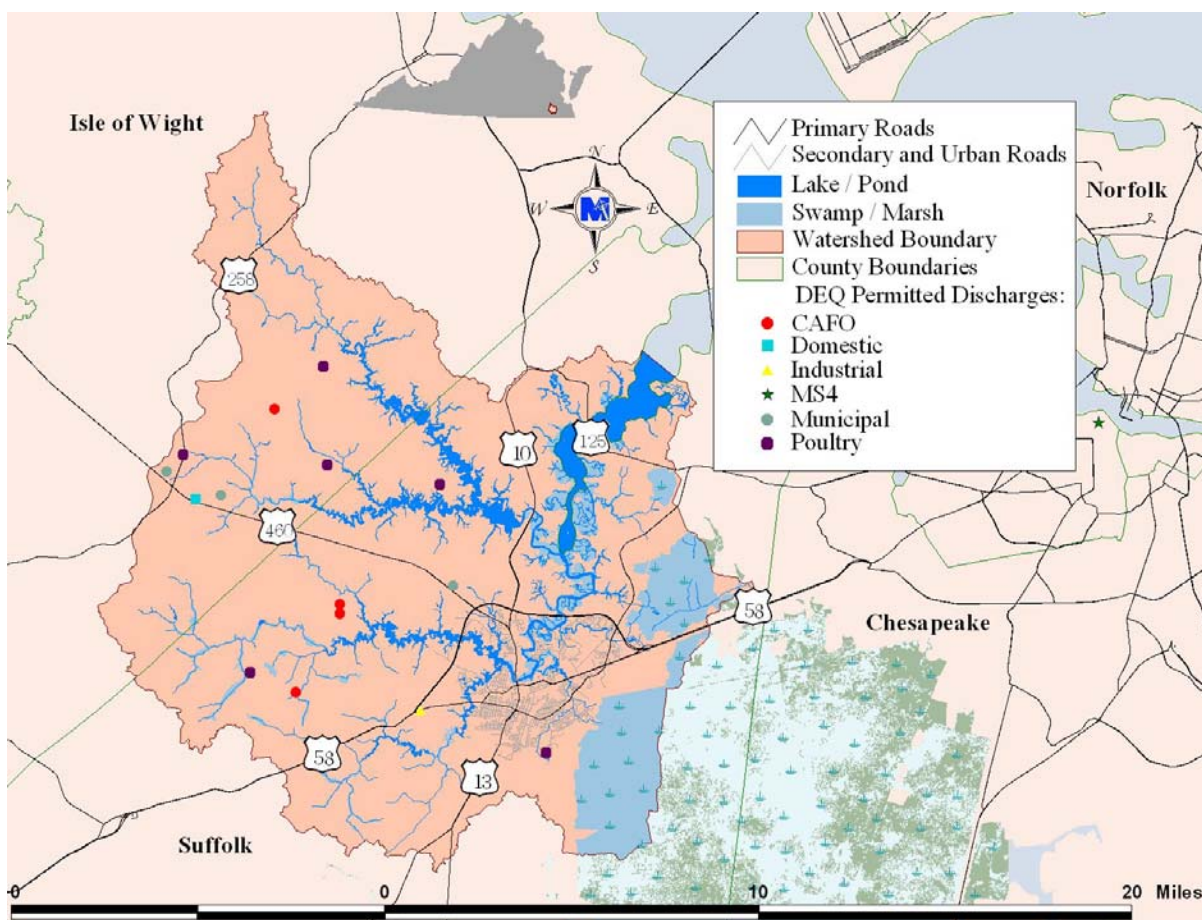 Isle of Wight
Norfolk
Chesapeake
Suffolk
N
W
E
S
M
258
10
125
460
58
58
13
Primary Roads
Secondary and Urban Roads
Lake / Pond
Swamp / Marsh
Watershed Boundary
County Boundaries
DEQ Permitted Discharges:
CAFO
Domestic
Industrial
MS4
Municipal
Poultry
0
0
10
20 Miles